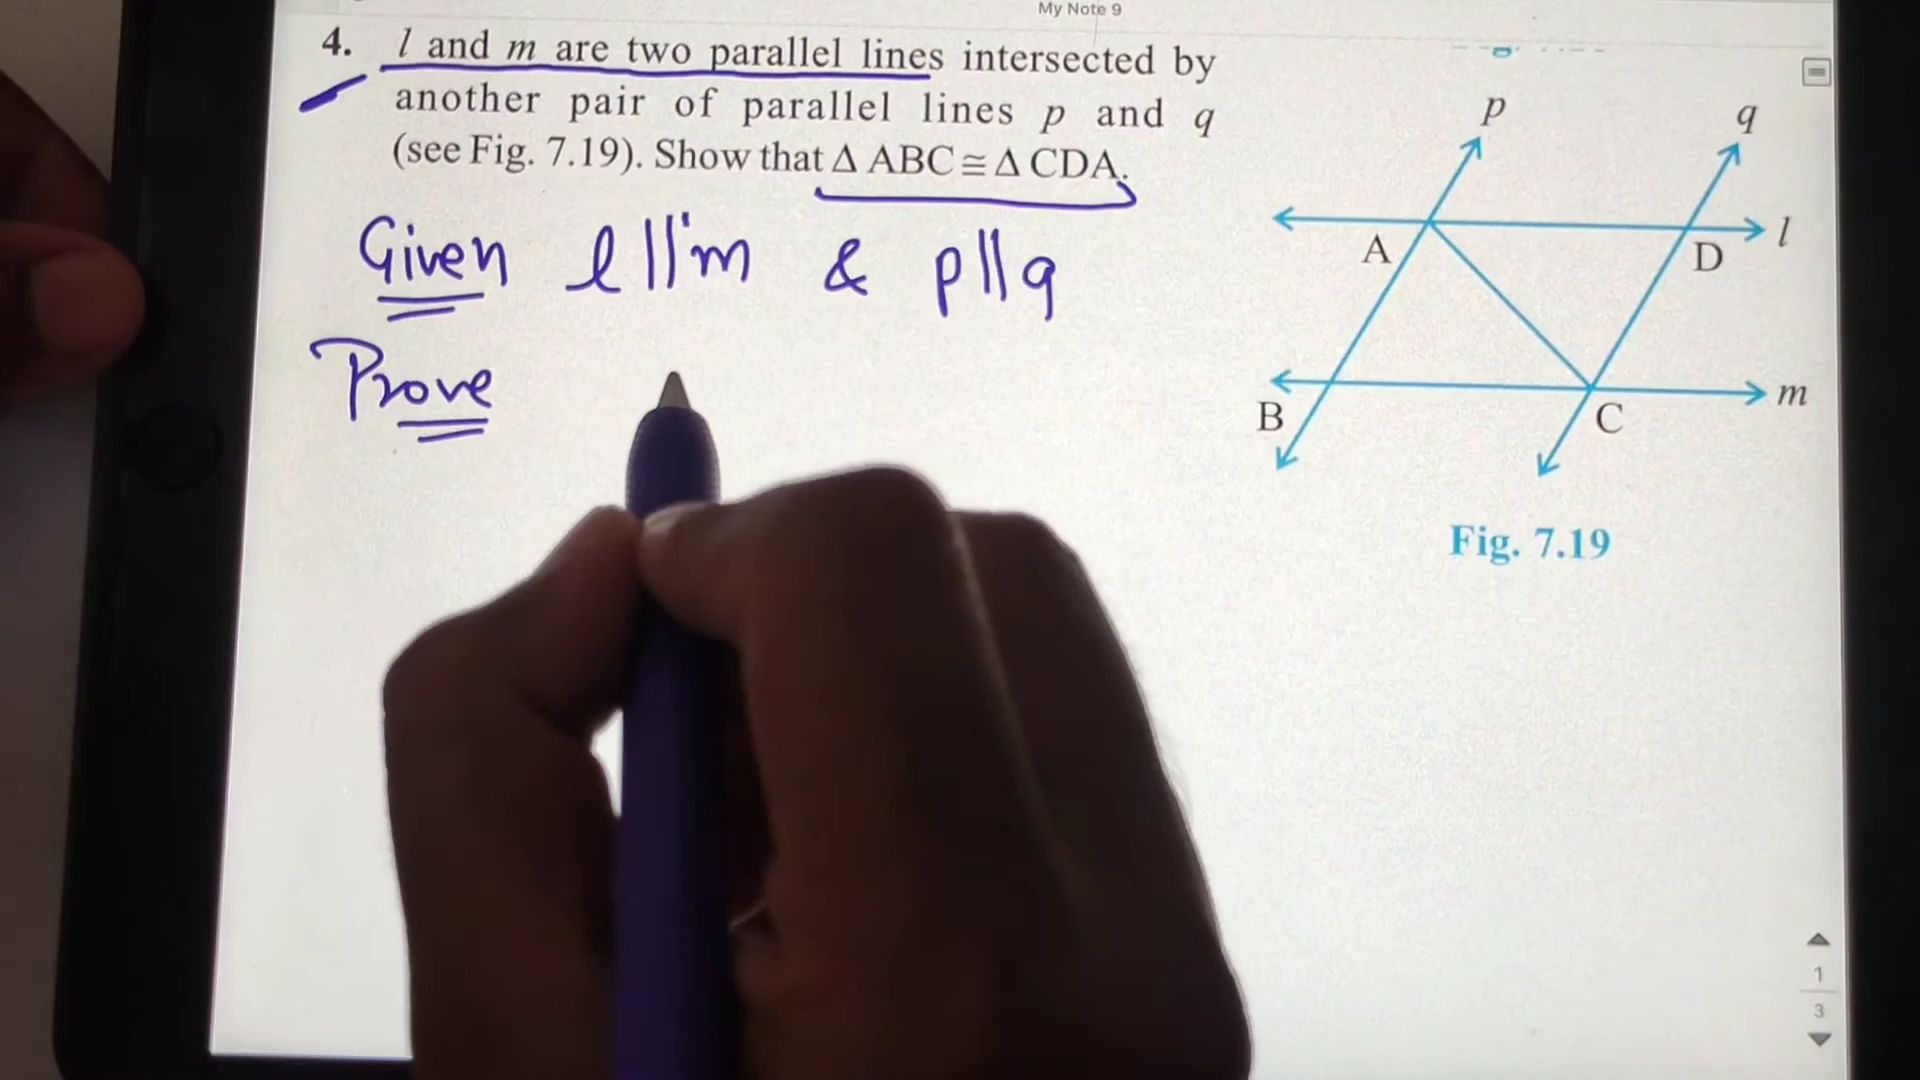 My Note 9
4. l and m are two parallel lines intersected by
another pair of parallel lines p and q
(see Fig. 7.19). Show that Δ ABC ≅ Δ CDA.
Given l || m & p || q
Prove
p
q
A
D
l
B
C
m
Fig. 7.19
1
3